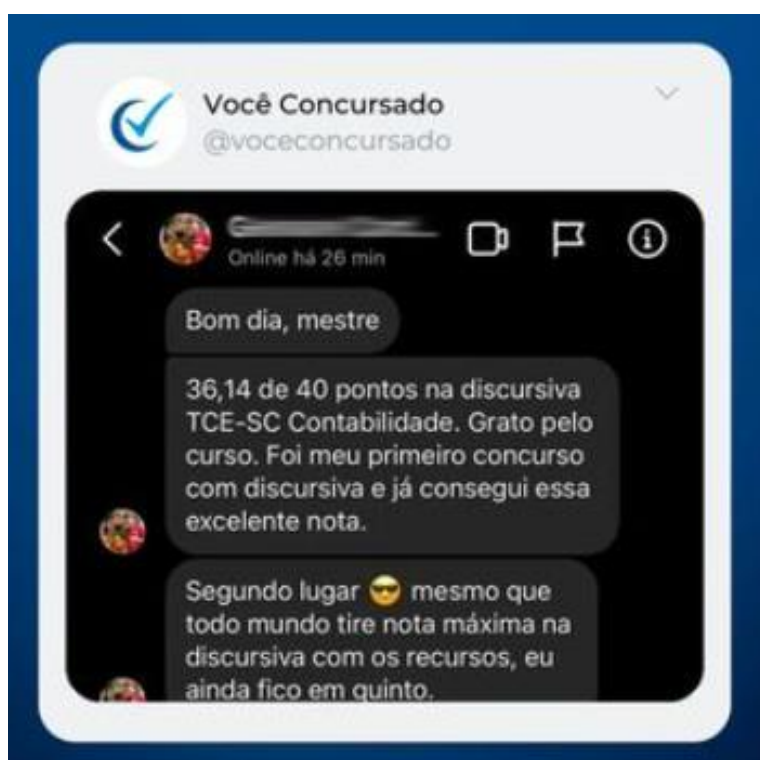 Você Concursado
@voceconcursado
Online há 26 min
Bom dia, mestre
36,14 de 40 pontos na discursiva
TCE-SC Contabilidade. Grato pelo
curso. Foi meu primeiro concurso
com discursiva e já consegui essa
excelente nota.
Segundo lugar 😎 mesmo que
todo mundo tire nota máxima na
discursiva com os recursos, eu
ainda fico em quinto.